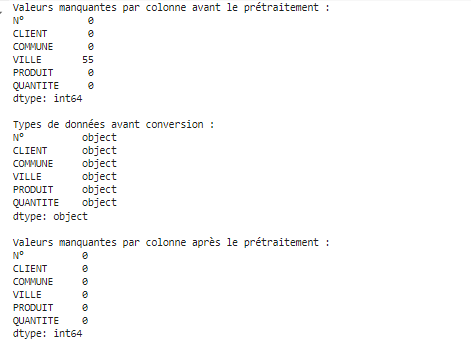 Valeurs manquantes par colonne avant le prétraitement :
N° 0
CLIENT 0
COMMUNE 0
VILLE 55
PRODUIT 0
QUANTITE 0
dtype: int64
Types de données avant conversion :
N° object
CLIENT object
COMMUNE object
VILLE object
PRODUIT object
QUANTITE object
dtype: object
Valeurs manquantes par colonne après le prétraitement :
N° 0
CLIENT 0
COMMUNE 0
VILLE 0
PRODUIT 0
QUANTITE 0
dtype: int64